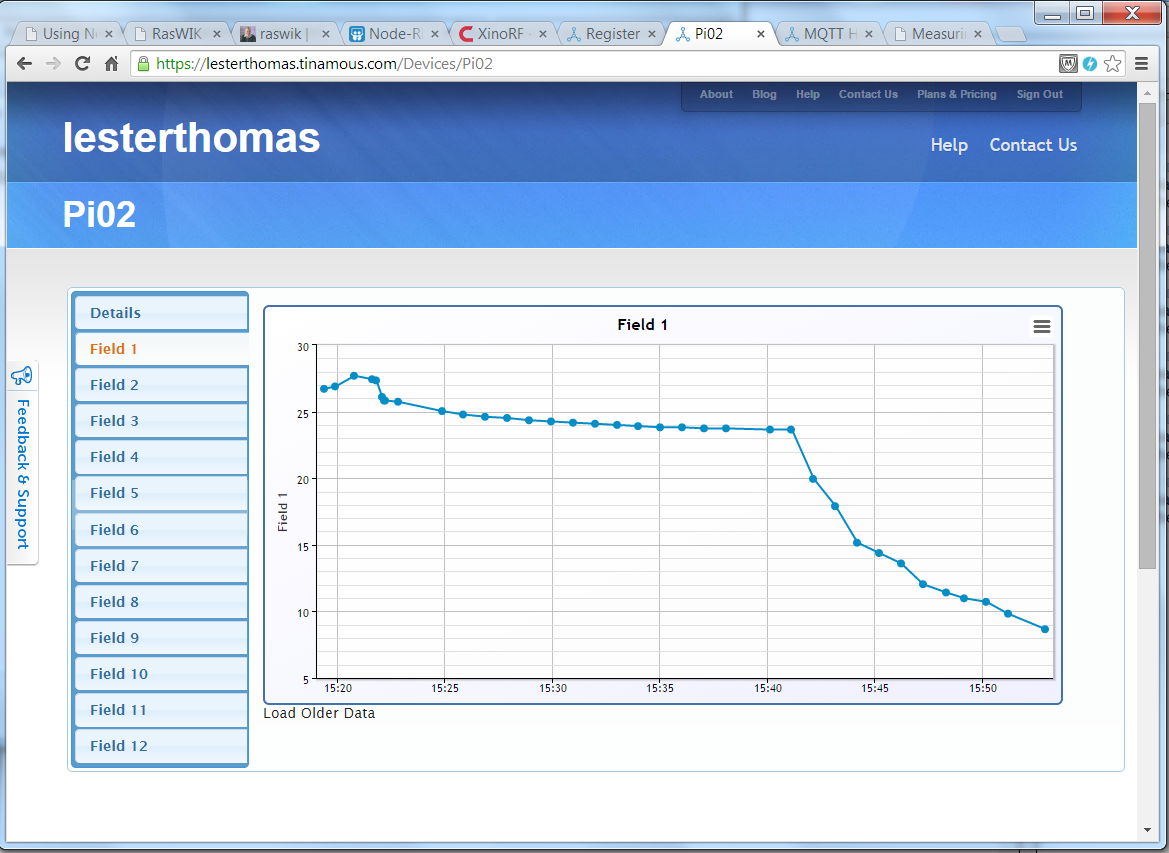 Using N RasWIK raswik | Node-R XinoRF - Register Pi02 MQTT H Measuri
https://lesterthomas.tinamous.com/Devices/Pi02
About Blog Help Contact Us Plans & Pricing Sign Out
lesterthomas
Help Contact Us
Pi02
Details
Field 1
Field 2
Field 3
Field 4
Field 5
Field 6
Field 7
Field 8
Field 9
Field 10
Field 11
Field 12
Feedback & Support
Field 1
30
25
20
15
10
5
Field 1
15:20 15:25 15:30 15:35 15:40 15:45 15:50
Load Older Data